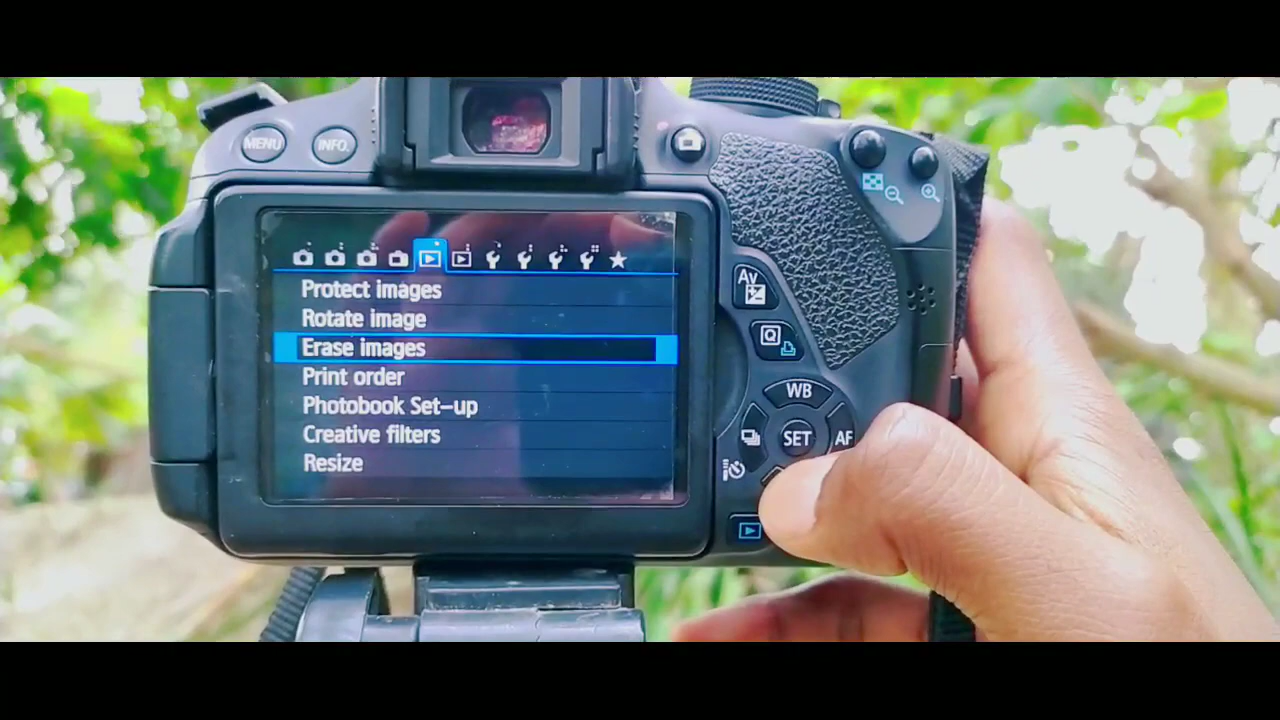 MENU INFO.
Protect images
Rotate image
Erase images
Print order
Photobook Set-up
Creative filters
Resize
Av
Q
WB
SET AF